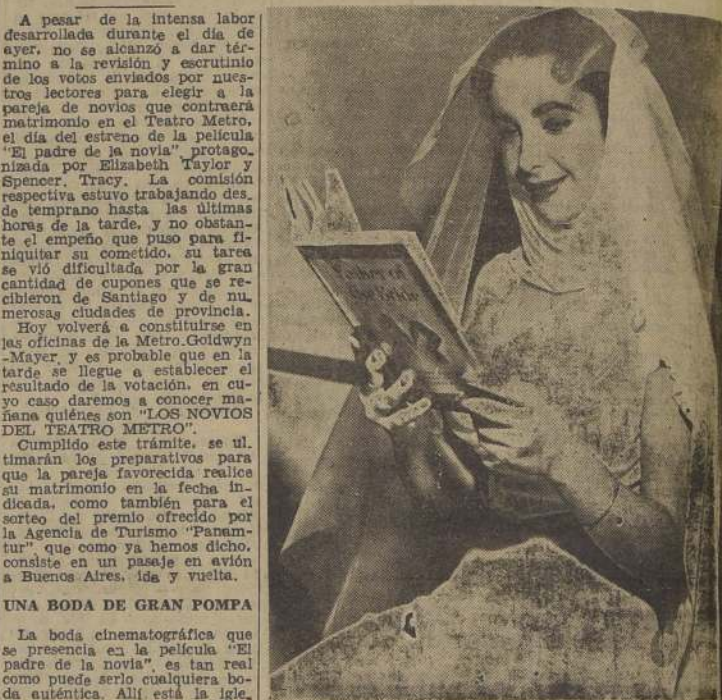 A pesar de la intensa labor
desarrollada durante el día de
ayer, no se alcanzó a dar tér-
mino a la revisión y escrutinio
de los votos enviados por nues-
tros lectores para elegir a la
pareja de novios que contraerá
matrimonio en el Teatro Metro,
el día del estreno de la película
"El padre de la novia", protago_
nizada por Elizabeth Taylor y
Spencer. Tracy. La comisión
respectiva estuvo trabajando des_
de temprano hasta las últimas
horas de la tarde, y no obstan-
te el empeño que puso para fi-
niquitar su cometido, su tarea
se vió dificultada por la gran
cantidad de cupones que se re-
cibieron de Santiago y de nu_
merosas ciudades de provincia.
Hoy volverá a constituirse en
las oficinas de la Metro.Goldwyn
-Mayer, y es probable que en la
tarde se llegue a establecer el
resultado de la votación, en cu-
yo caso daremos a conocer ma-
ñana quiénes son "LOS NOVIOS
DEL TEATRO METRO".
Cumplido este trámite, se ul.
timarán los preparativos para
que la pareja favorecida realice
su matrimonio en la fecha in-
dicada, como también para el
sorteo del premio ofrecido por
la Agencia de Turismo "Panam-
tur", que como ya hemos dicho,
consiste en un pasaje en avión
a Buenos Aires, ida y vuelta.
UNA BODA DE GRAN POMPA
La boda cinematográfica que
se presencia en la película "El
padre de la novia", es tan real
como puede serlo cualquiera bo-
da auténtica. Allí está la igle_
Father of
the Bride